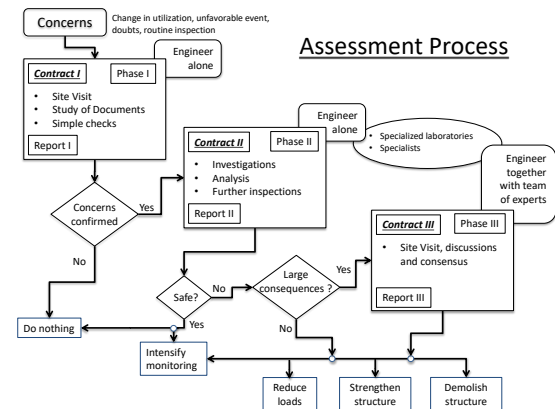 Assessment Process
Concerns
Change in utilization, unfavorable event,
doubts, routine inspection
Engineer
alone
Contract I
Phase I
• Site Visit
• Study of Documents
• Simple checks
Report I
Concerns
confirmed
Yes
No
Engineer
alone
Contract II
Phase II
• Investigations
• Analysis
• Further inspections
Report II
• Specialized laboratories
• Specialists
Engineer
together
with team
of experts
Contract III
Phase III
• Site Visit, discussions
and consensus
Report III
Safe?
No
Yes
Large
consequences ?
Yes
No
Do nothing
Intensify
monitoring
Reduce
loads
Strengthen
structure
Demolish
structure